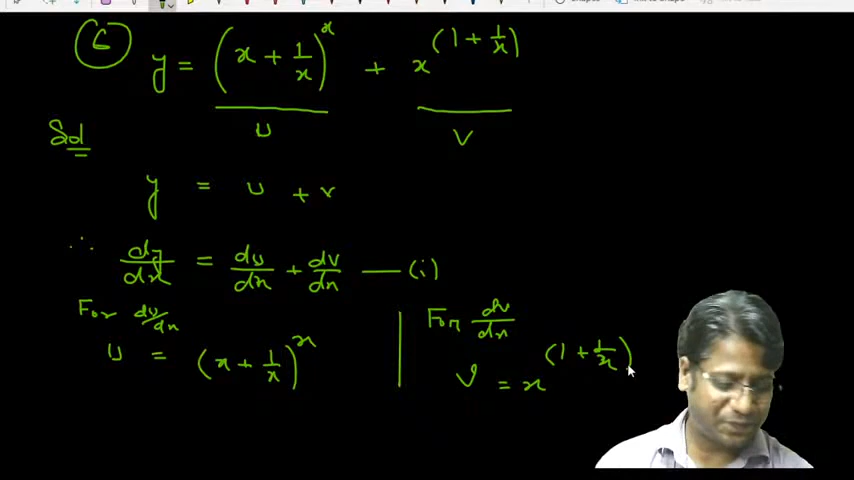 (6) y = (x + 1/x)^x + x^(1 + 1/x)
u v
Sol
y = u + v
∴ dy/dx = du/dx + dv/dx — (i)
For du/dx
u = (x + 1/x)^x
For dv/dx
v = x^(1 + 1/x)